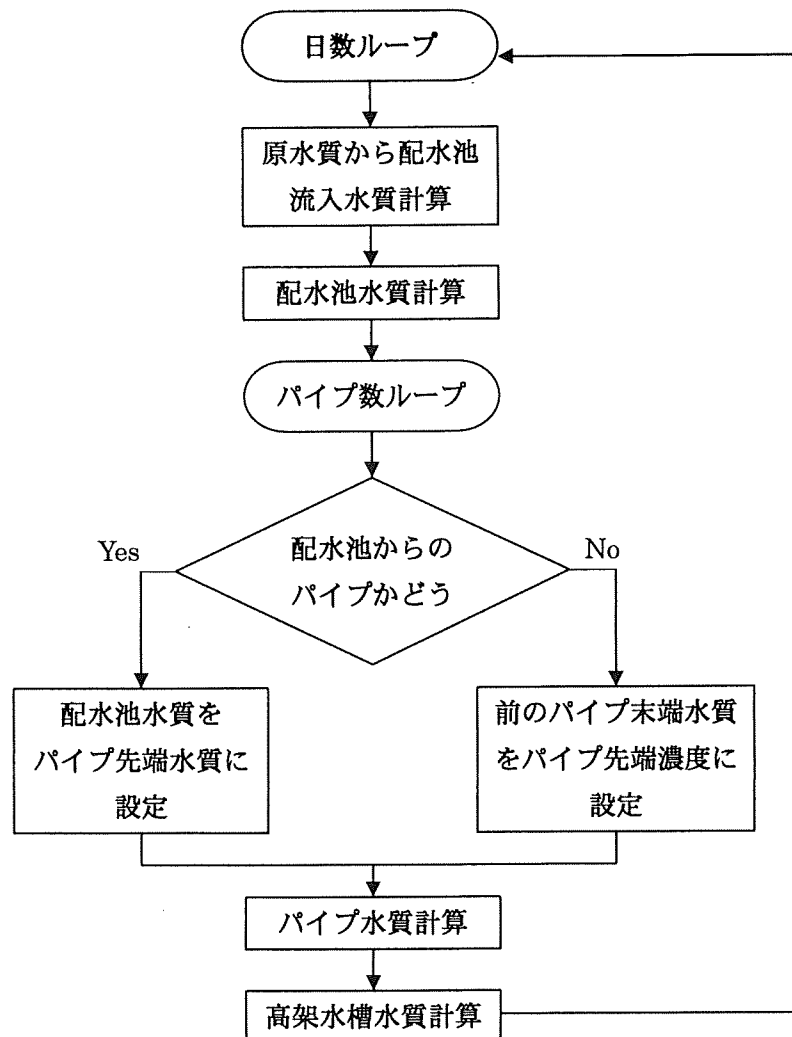 日数ループ
原水質から配水池
流入水質計算
配水池水質計算
パイプ数ループ
Yes
配水池からの
パイプかどう
No
配水池水質を
パイプ先端水質に
設定
前のパイプ末端水質
をパイプ先端濃度に
設定
パイプ水質計算
高架水槽水質計算